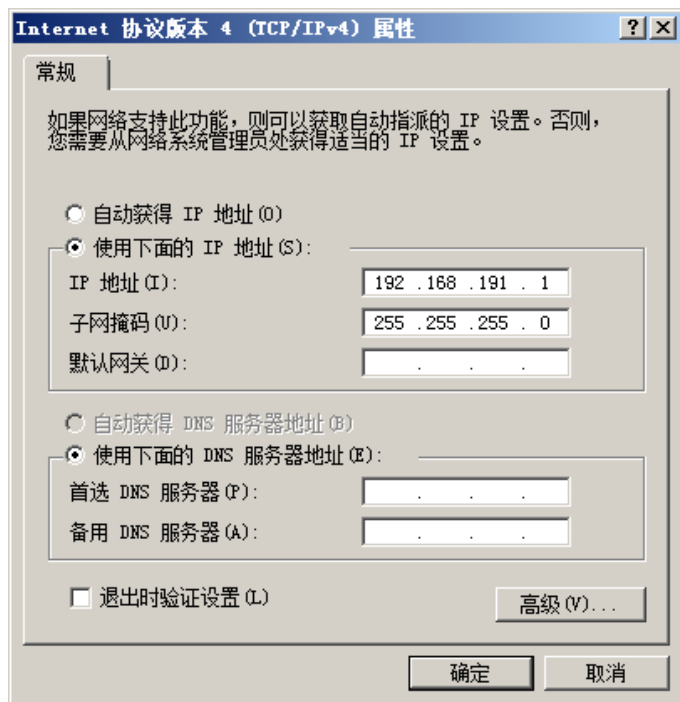 Internet 协议版本 4 (TCP/IPv4) 属性
常规
如果网络支持此功能，则可以获取自动指派的 IP 设置。否则，
您需要从网络系统管理员处获得适当的 IP 设置。
自动获得 IP 地址(O)
使用下面的 IP 地址(S):
IP 地址(I): 192 .168 .191 . 1
子网掩码(U): 255 .255 .255 . 0
默认网关(D): . . .
自动获得 DNS 服务器地址(B)
使用下面的 DNS 服务器地址(E):
首选 DNS 服务器(P): . . .
备用 DNS 服务器(A): . . .
退出时验证设置(L)
高级(V)...
确定 取消